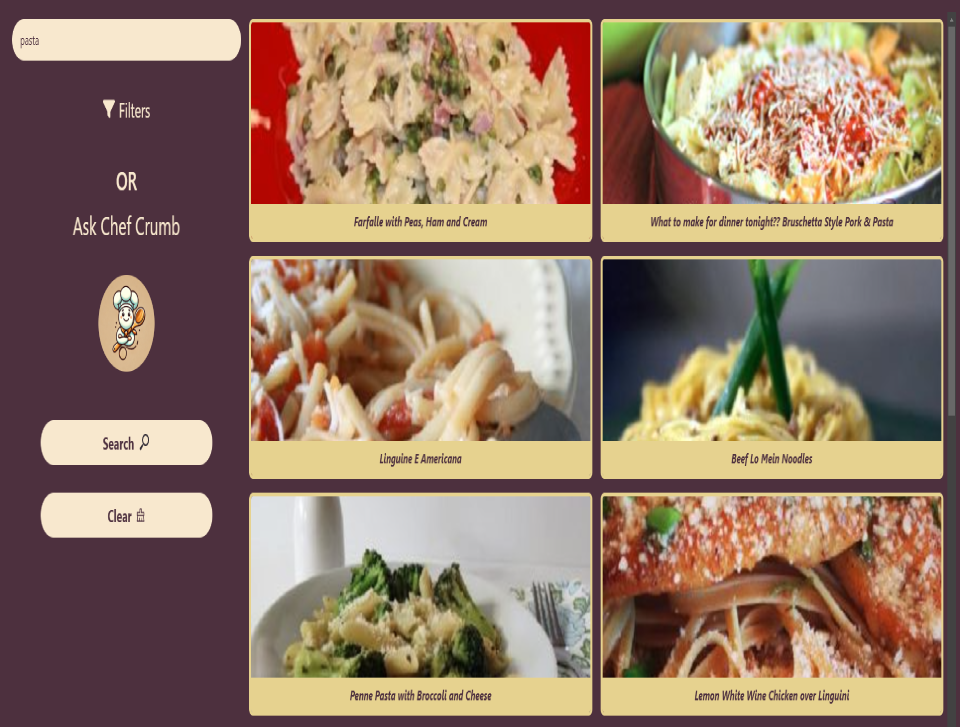 pasta
Filters
OR
Ask Chef Crumb
Search
Clear
Farfalle with Peas, Ham and Cream
What to make for dinner tonight?? Bruschetta Style Pork & Pasta
Linguine E Americana
Beef Lo Mein Noodles
Penne Pasta with Broccoli and Cheese
Lemon White Wine Chicken over Linguini